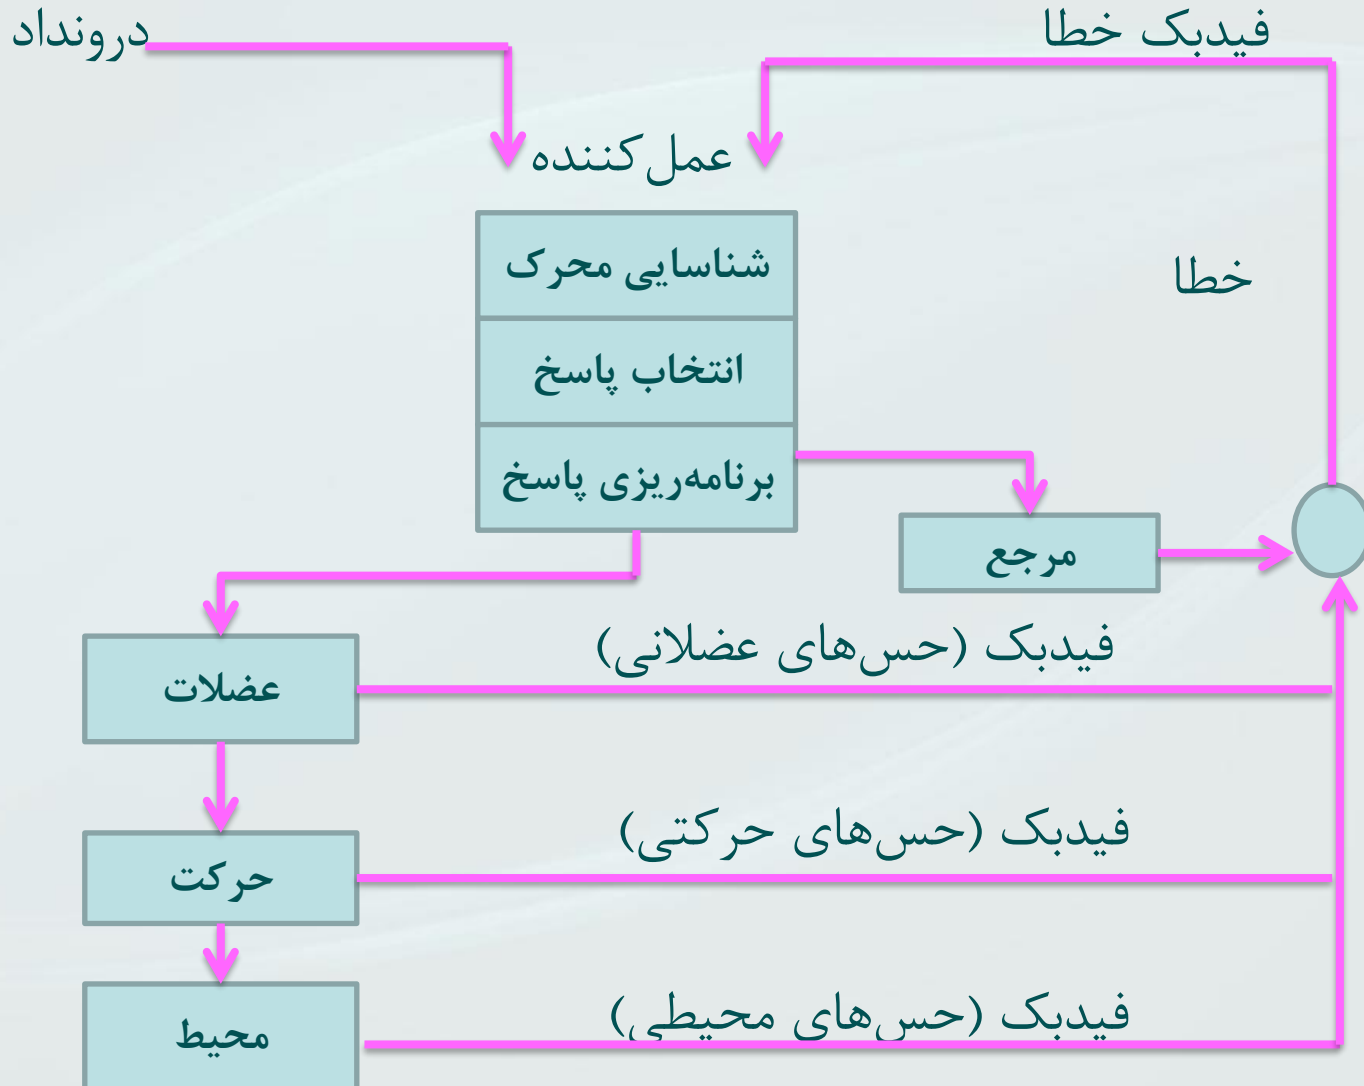 درونداد
فیدبک خطا
عمل‌کننده
شناسایی محرک
خطا
انتخاب پاسخ
برنامه‌ریزی پاسخ
مرجع
فیدبک (حس‌های عضلانی)
عضلات
فیدبک (حس‌های حرکتی)
حرکت
فیدبک (حس‌های محیطی)
محیط